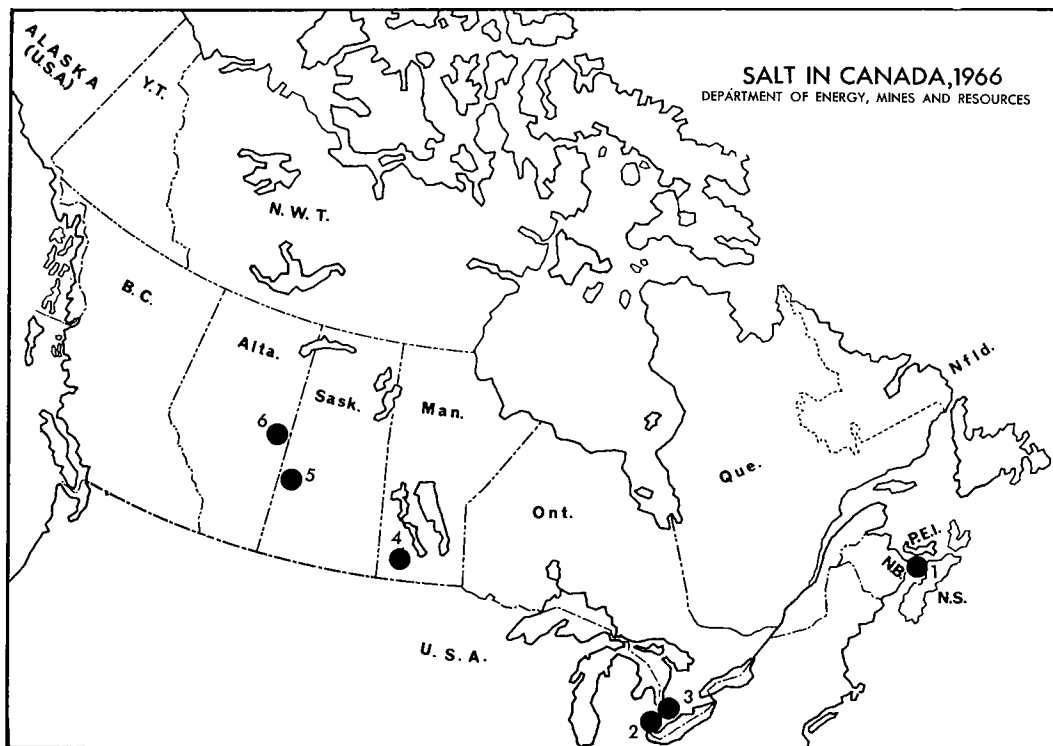 ALASKA
(U.S.A)
Y.T.
SALT IN CANADA, 1966
DEPARTMENT OF ENERGY, MINES AND RESOURCES
N.W.T.
B.C.
Alta.
Sask.
Man.
Nfld.
6
5
Que.
Ont.
4
P.E.I.
N.B.
1
N.S.
U.S.A.
3
2